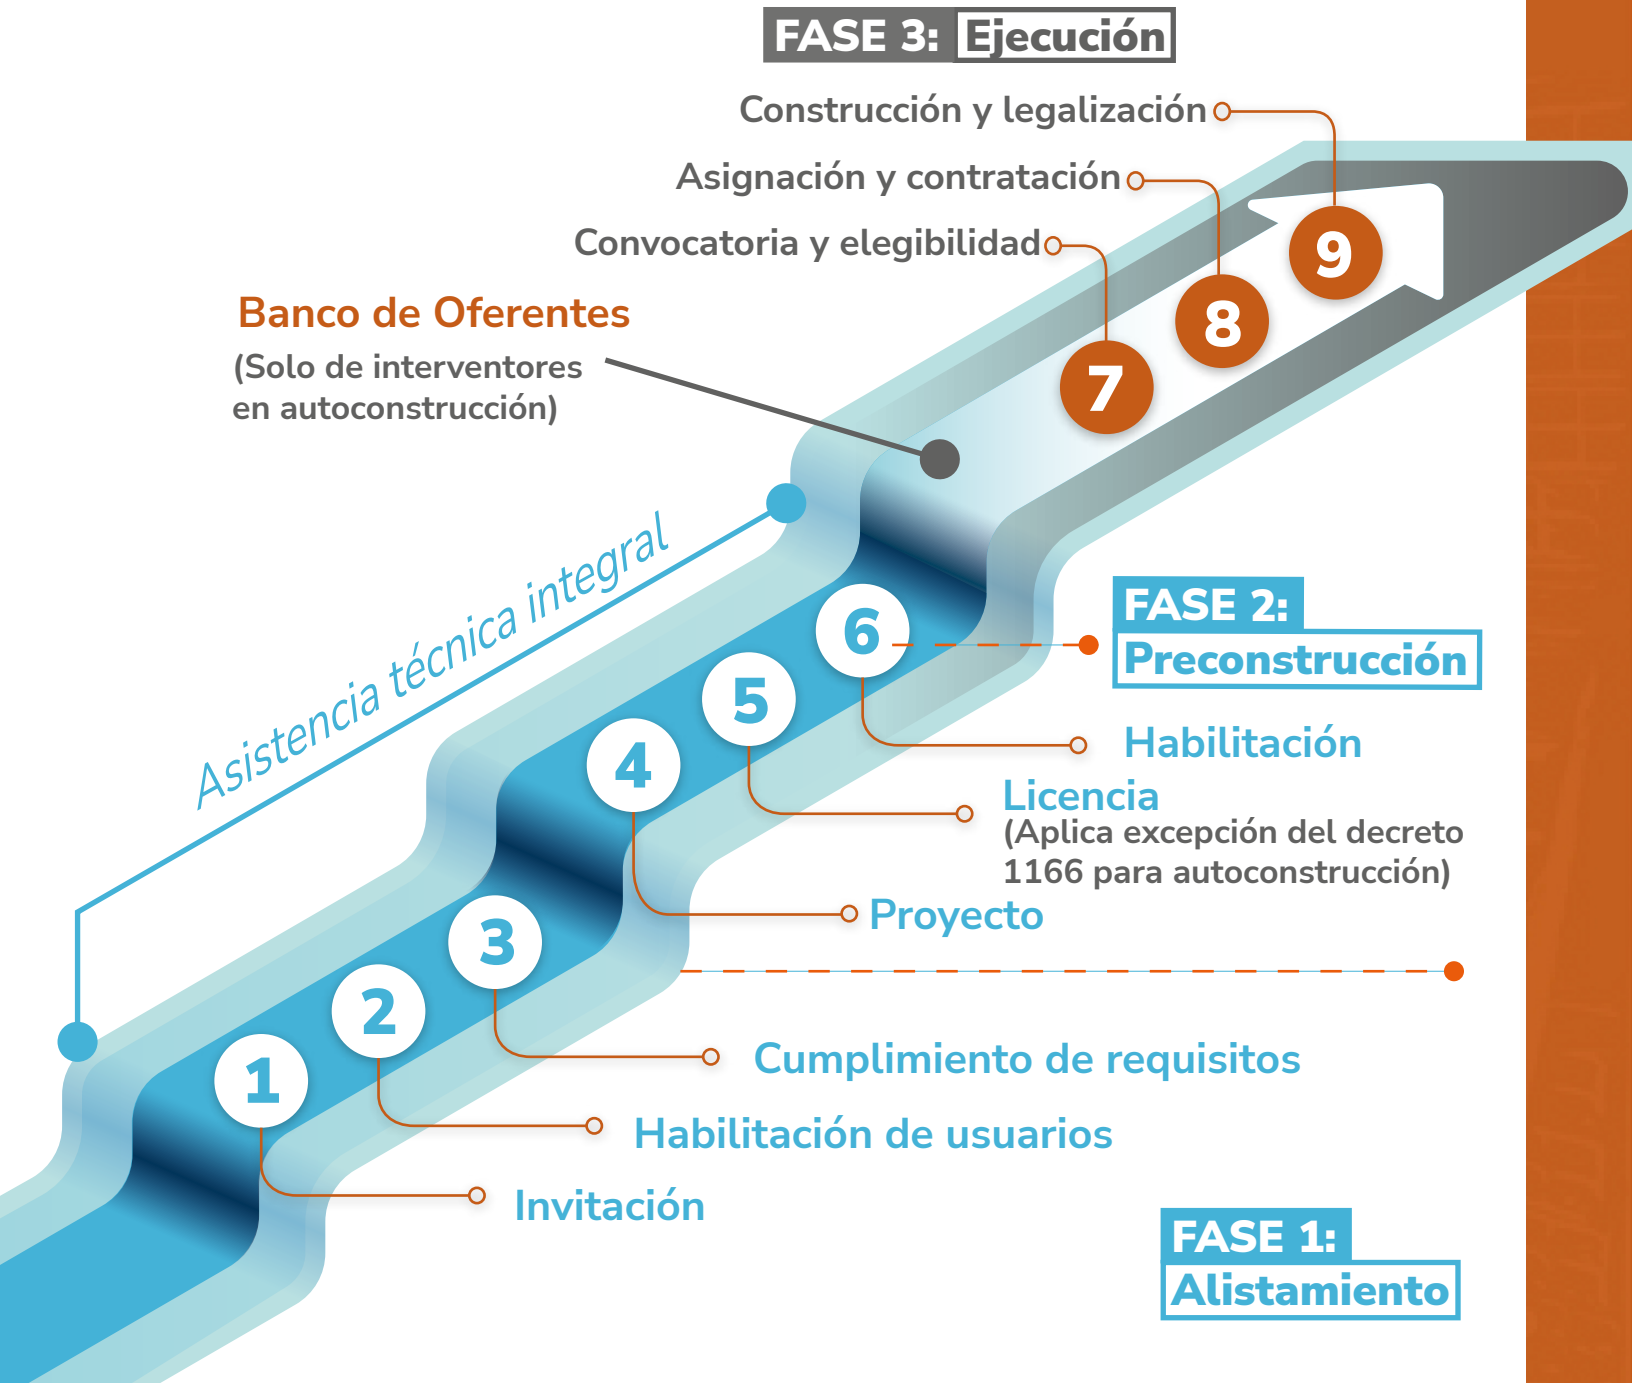 FASE 3: Ejecución
Construcción y legalización
Asignación y contratación
Convocatoria y elegibilidad
Banco de Oferentes
(Solo de interventores
en autoconstrucción)
9
8
7
Asistencia técnica integral
FASE 2:
Preconstrucción
6
5
4
Habilitación
Licencia
(Aplica excepción del decreto
1166 para autoconstrucción)
Proyecto
3
2
1
Cumplimiento de requisitos
Habilitación de usuarios
Invitación
FASE 1:
Alistamiento